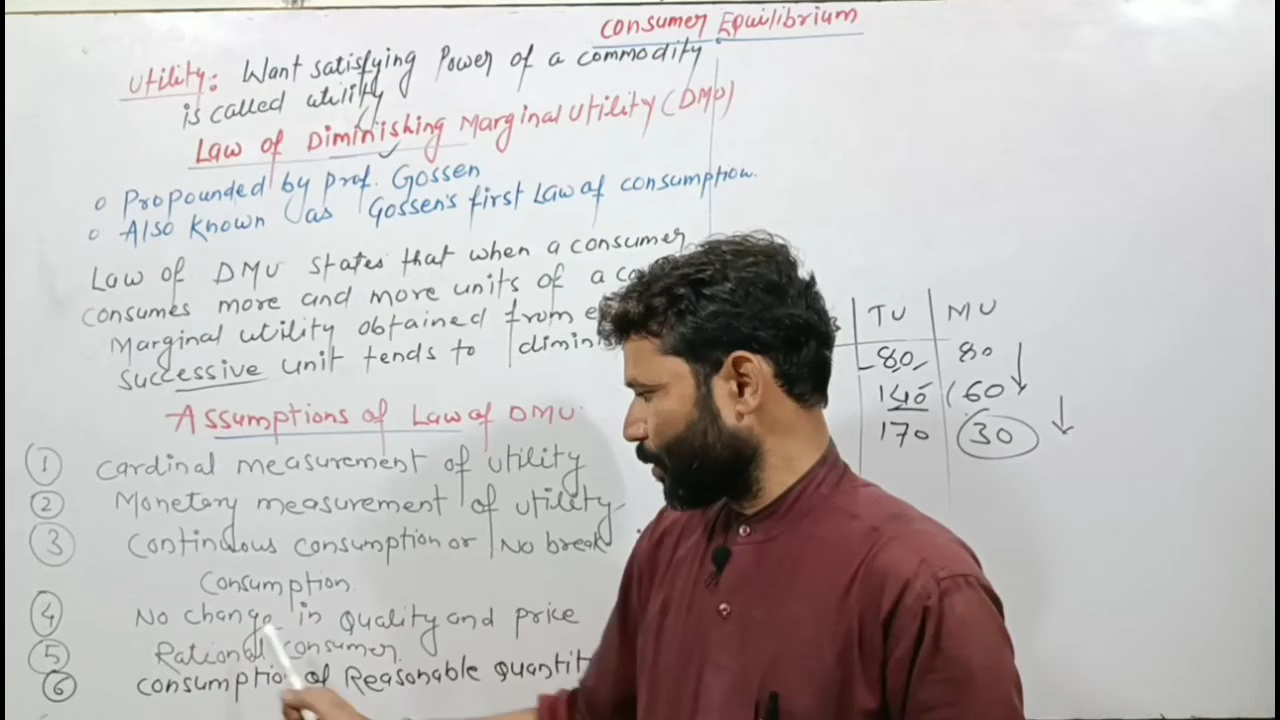 Consumer Equilibrium
Utility: Want satisfying Power of a commodity
is called utility
Law of Diminishing Marginal Utility (DMU)
Propounded by Prof. Gossen
Also Known as Gossen's first Law of consumption.
Law of DMU states that when a consumer
consumes more and more units of a
Marginal utility obtained from
successive unit tends to
Assumptions of Law of DMU
1 Cardinal measurement of utility
2 Monetary measurement of utility
3 Continuous consumption or No break
Consumption
4 No change in Quality and price
5 Rational Consumer.
6 Consumption of Reasonable
TU MU
80 80
140 60
170 30